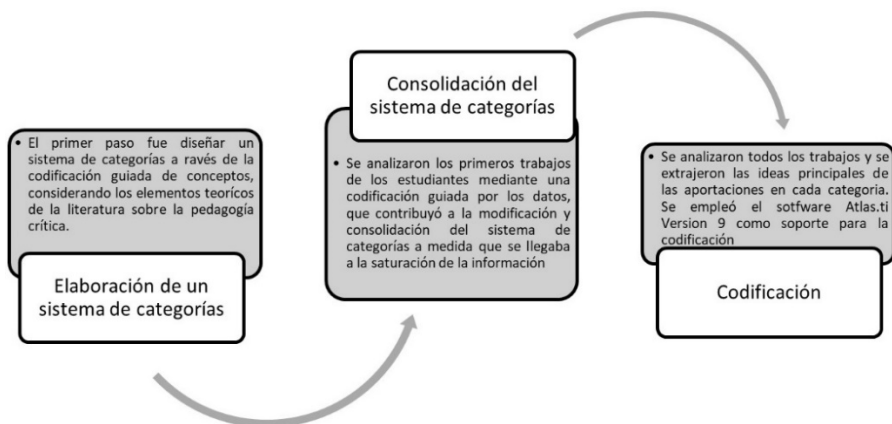 • El primer paso fue diseñar un
sistema de categorías a ravés de la
codificación guiada de conceptos,
considerando los elementos teorícos
de la literatura sobre la pedagogía
crítica.
Elaboración de un
sistema de categorías
Consolidación del
sistema de categorías
• Se analizaron los primeros trabajos
de los estudiantes mediante una
codificación guiada por los datos,
que contribuyó a la modificación y
consolidación del sistema de
categorías a medida que se llegaba
a la saturación de la información
• Se analizaron todos los trabajos y se
extrajeron las ideas principales de
las aportaciones en cada categoria.
Se empleó el sotfware Atlas.ti
Version 9 como soporte para la
codificación
Codificación